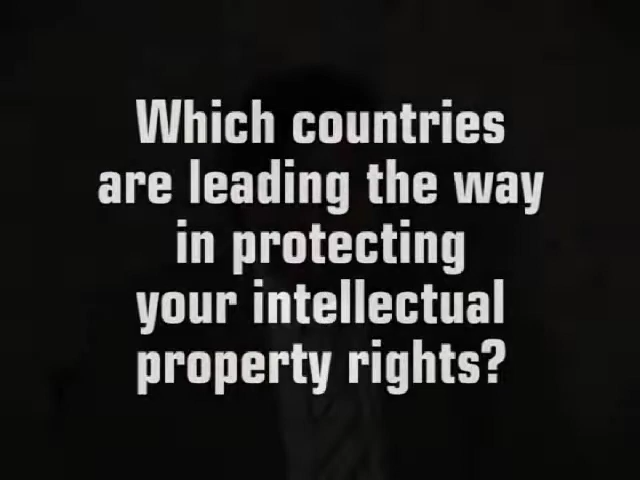 Which countries
are leading the way
in protecting
your intellectual
property rights?